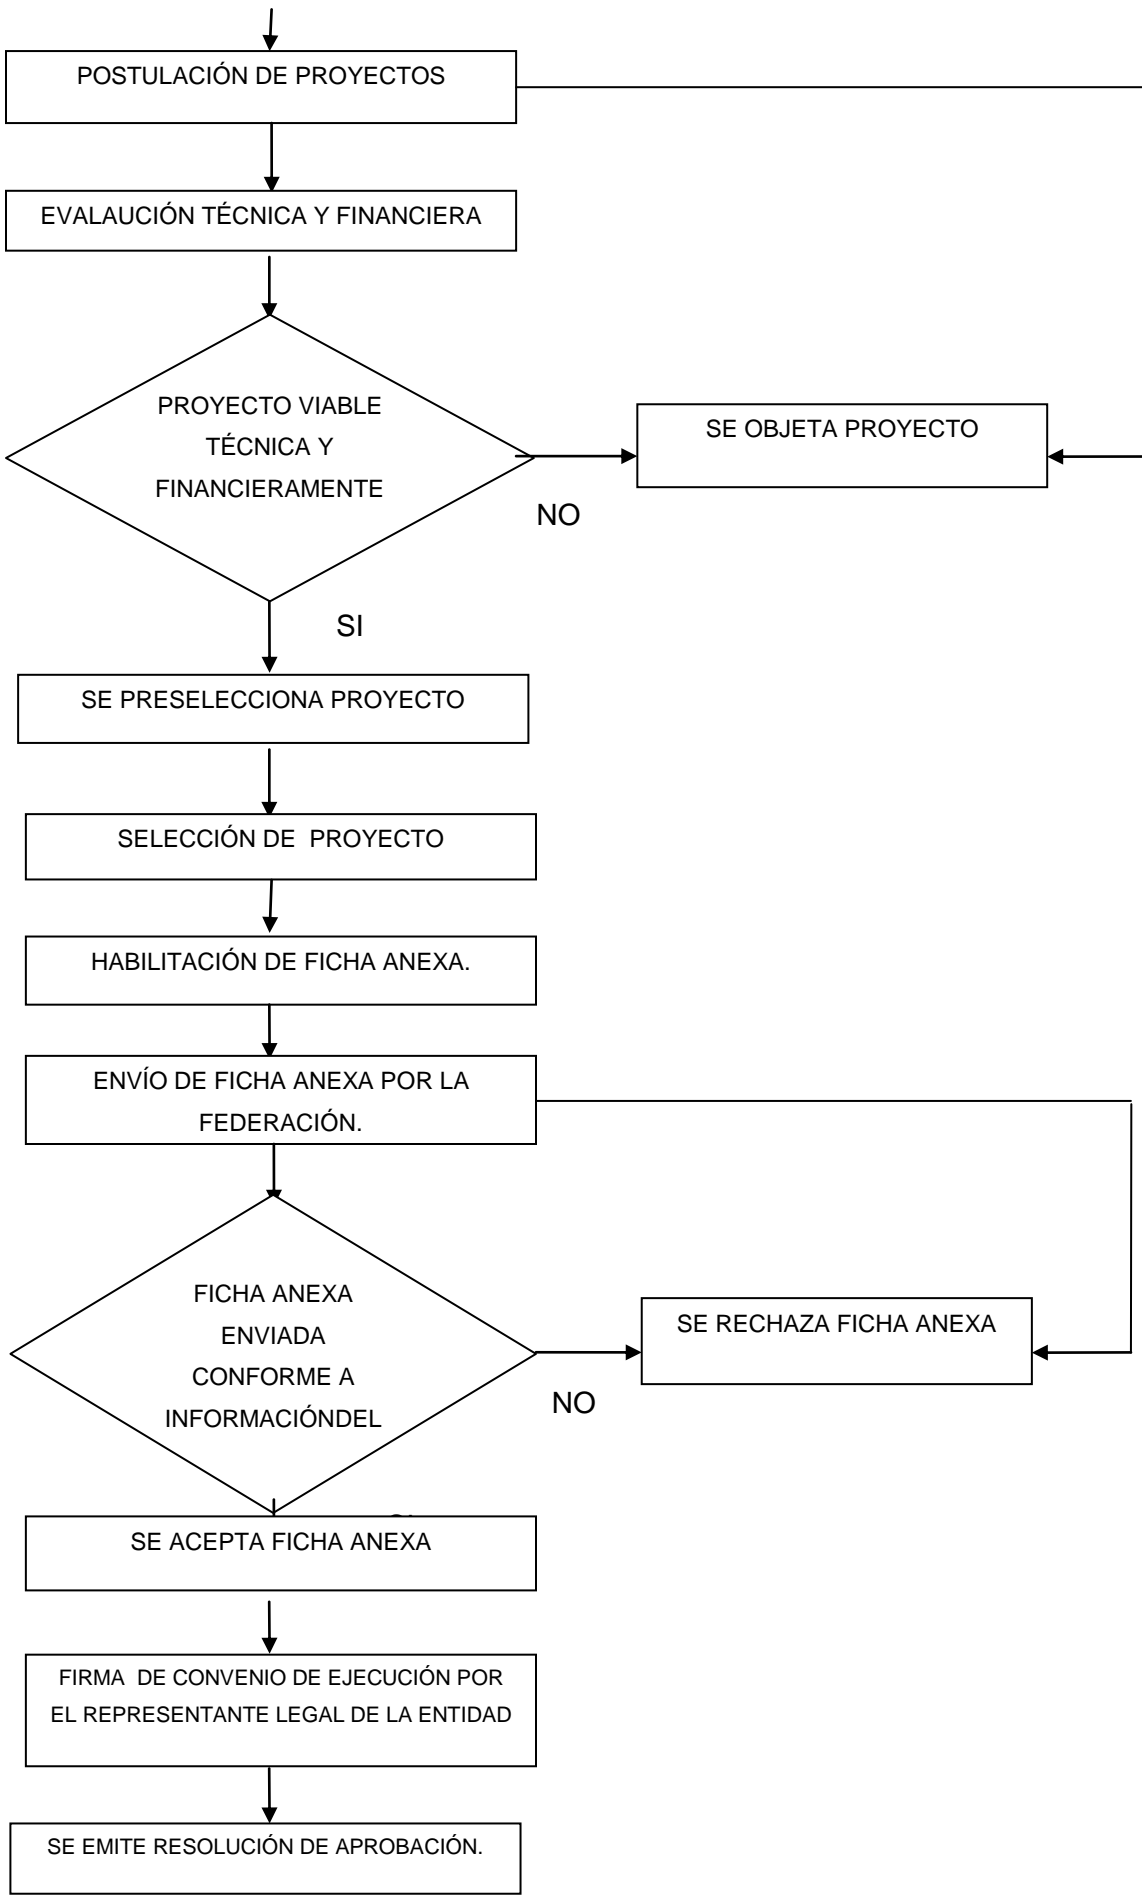 POSTULACIÓN DE PROYECTOS
EVALAUCIÓN TÉCNICA Y FINANCIERA
PROYECTO VIABLE
TÉCNICA Y
FINANCIERAMENTE
SE OBJETA PROYECTO
NO
SI
SE PRESELECCIONA PROYECTO
SELECCIÓN DE PROYECTO
HABILITACIÓN DE FICHA ANEXA.
ENVÍO DE FICHA ANEXA POR LA
FEDERACIÓN.
FICHA ANEXA
ENVIADA
CONFORME A
INFORMACIÓNDEL
SE RECHAZA FICHA ANEXA
NO
SE ACEPTA FICHA ANEXA
FIRMA DE CONVENIO DE EJECUCIÓN POR
EL REPRESENTANTE LEGAL DE LA ENTIDAD
SE EMITE RESOLUCIÓN DE APROBACIÓN.